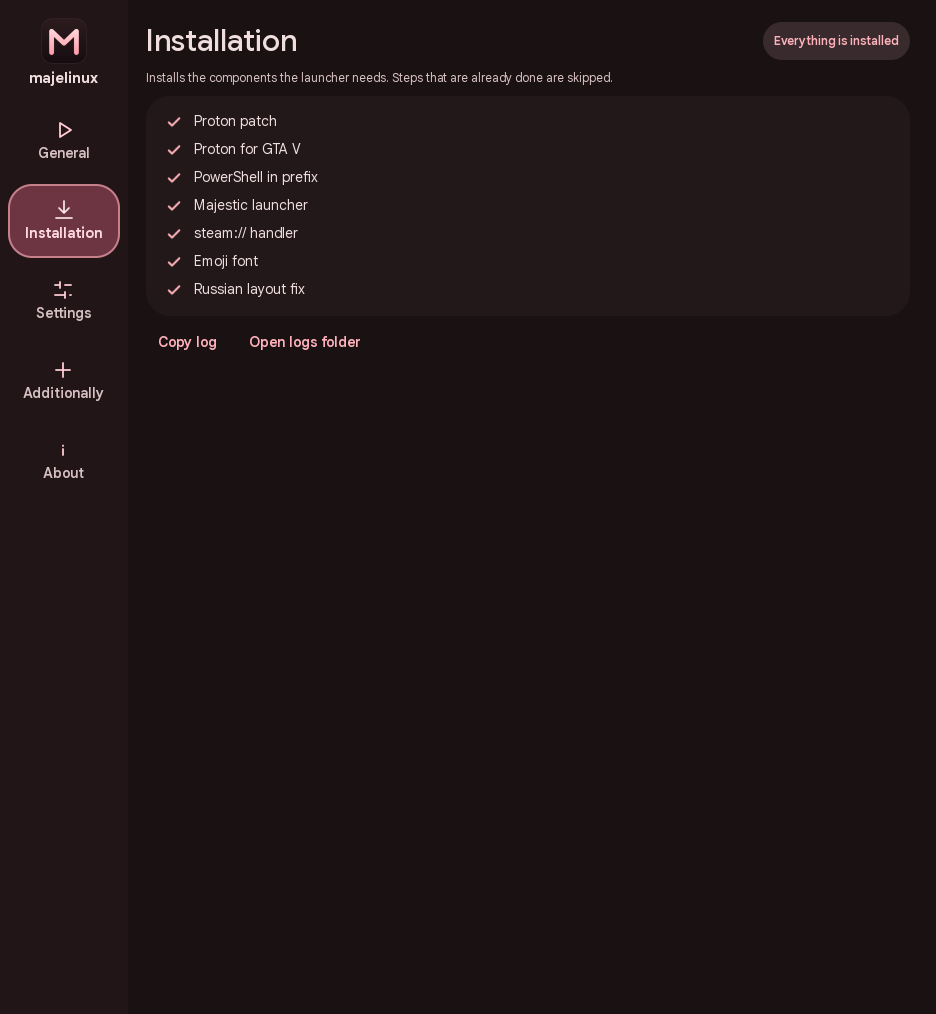 majelinux
General
Installation
Settings
Additionally
About
Installation
Everything is installed
Installs the components the launcher needs. Steps that are already done are skipped.
Proton patch
Proton for GTA V
PowerShell in prefix
Majestic launcher
steam:// handler
Emoji font
Russian layout fix
Copy log
Open logs folder